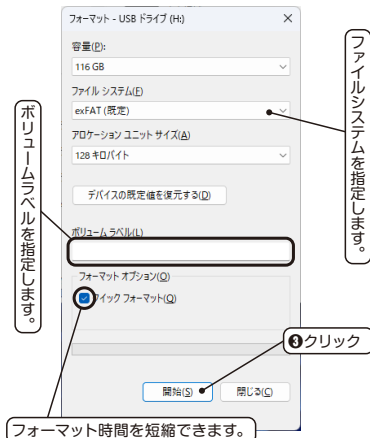 フォーマット - USB ドライブ (H:)
容量(P):
116 GB
ファイル システム(F)
exFAT (既定)
アロケーション ユニット サイズ(A)
128 キロバイト
デバイスの既定値を復元する(D)
ボリューム ラベル(L)
フォーマット オプション(O)
クイック フォーマット(Q)
開始(S)
閉じる(C)
ファイルシステムを指定します。
ボリュームラベルを指定します。
❸クリック
フォーマット時間を短縮できます。